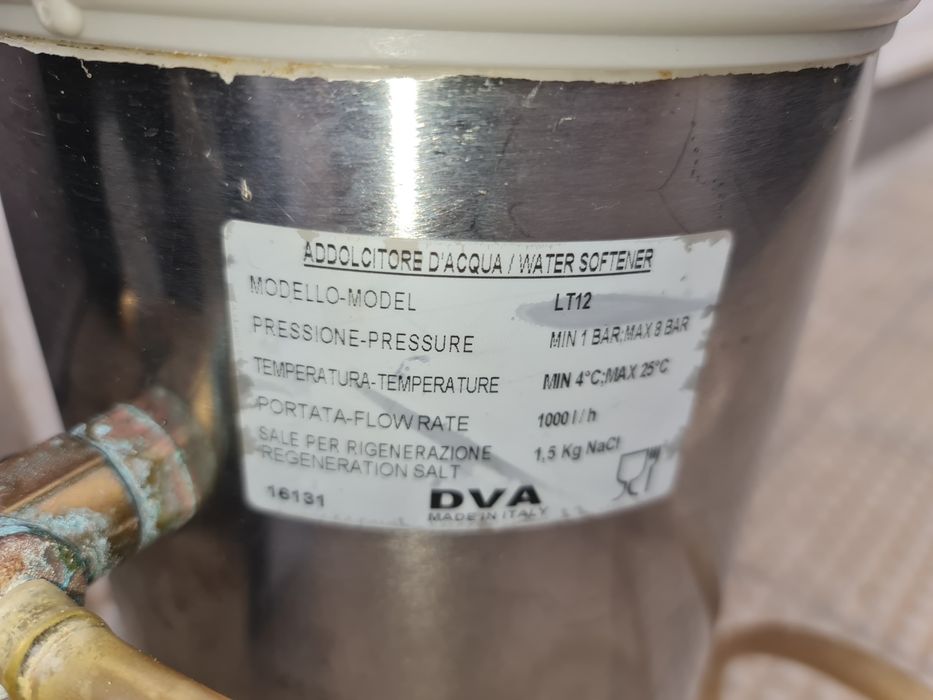 ADDOLCITORE D'ACQUA / WATER SOFTENER
MODELLO-MODEL LT12
PRESSIONE-PRESSURE MIN 1 BAR;MAX 8 BAR
TEMPERATURA-TEMPERATURE MIN 4°C;MAX 25°C
PORTATA-FLOW RATE 1000 l / h
SALE PER RIGENERAZIONE 1,5 Kg NaCl
REGENERATION SALT
16131
DVA
MADE IN ITALY